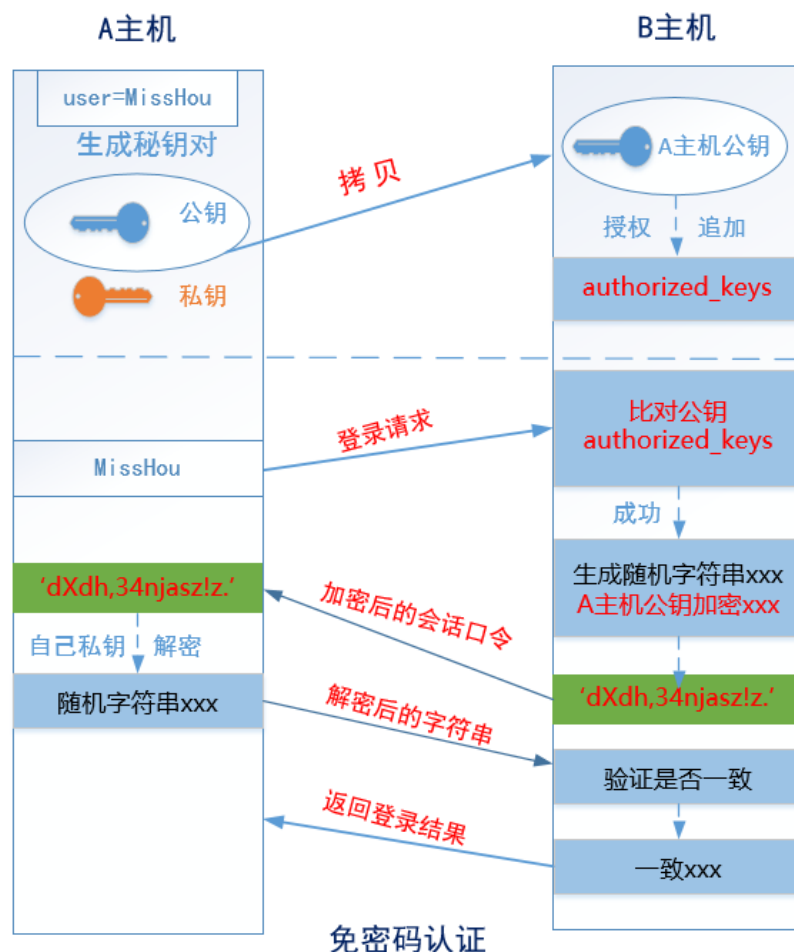 A主机
B主机
user=MissHou
生成秘钥对
公钥
私钥
拷 贝
A主机公钥
授权 追加
authorized_keys
登录请求
比对公钥
authorized_keys
MissHou
成功
生成随机字符串xxx
A主机公钥加密xxx
加密后的会话口令
‘dXdh,34njasz!z.’
自己私钥 解密
‘dXdh,34njasz!z.’
随机字符串xxx
解密后的字符串
验证是否一致
返回登录结果
一致xxx
免密码认证